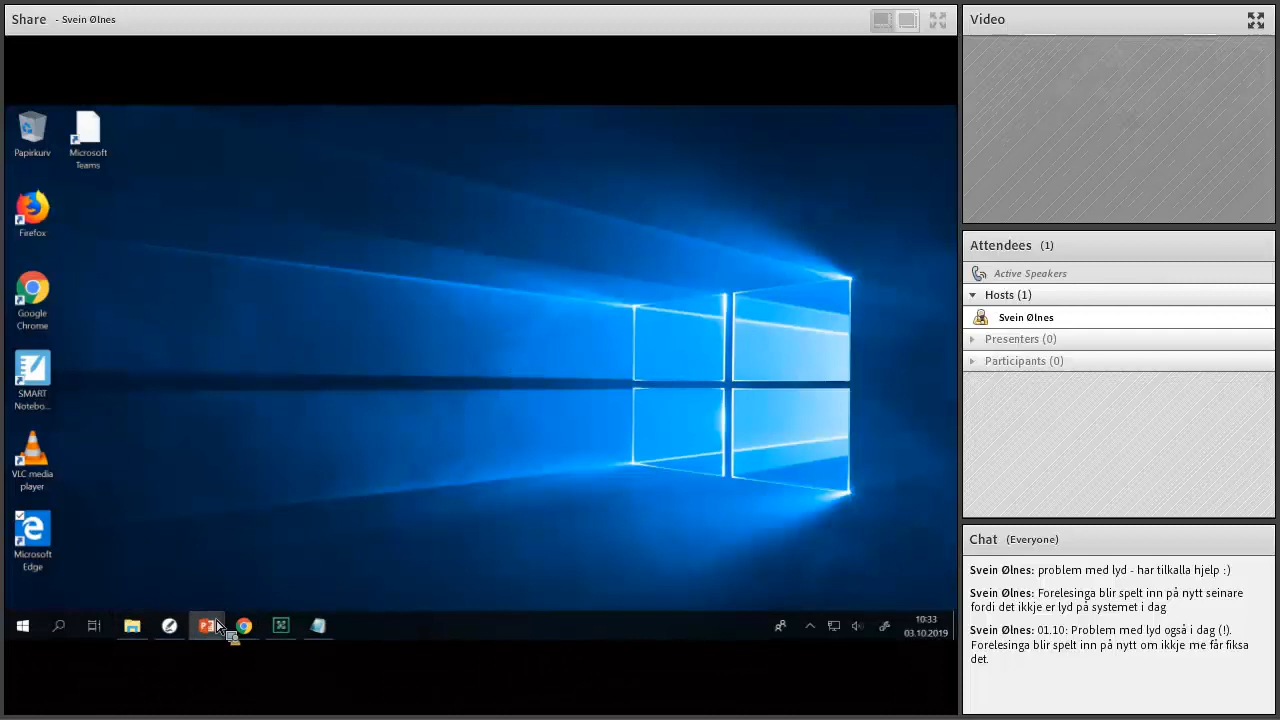 Share - Svein Ølnes
Papirkurv
Microsoft
Teams
Firefox
Google
Chrome
SMART
Notebo...
VLC media
player
Microsoft
Edge
10:33
03.10.2019
Video
Attendees (1)
Active Speakers
Hosts (1)
Svein Ølnes
Presenters (0)
Participants (0)
Chat (Everyone)
Svein Ølnes: problem med lyd - har tilkalla hjelp :)
Svein Ølnes: Forelesinga blir spelt inn på nytt seinare
fordi det ikkje er lyd på systemet i dag
Svein Ølnes: 01.10: Problem med lyd også i dag (!).
Forelesinga blir spelt inn på nytt om ikkje me får fiksa
det.